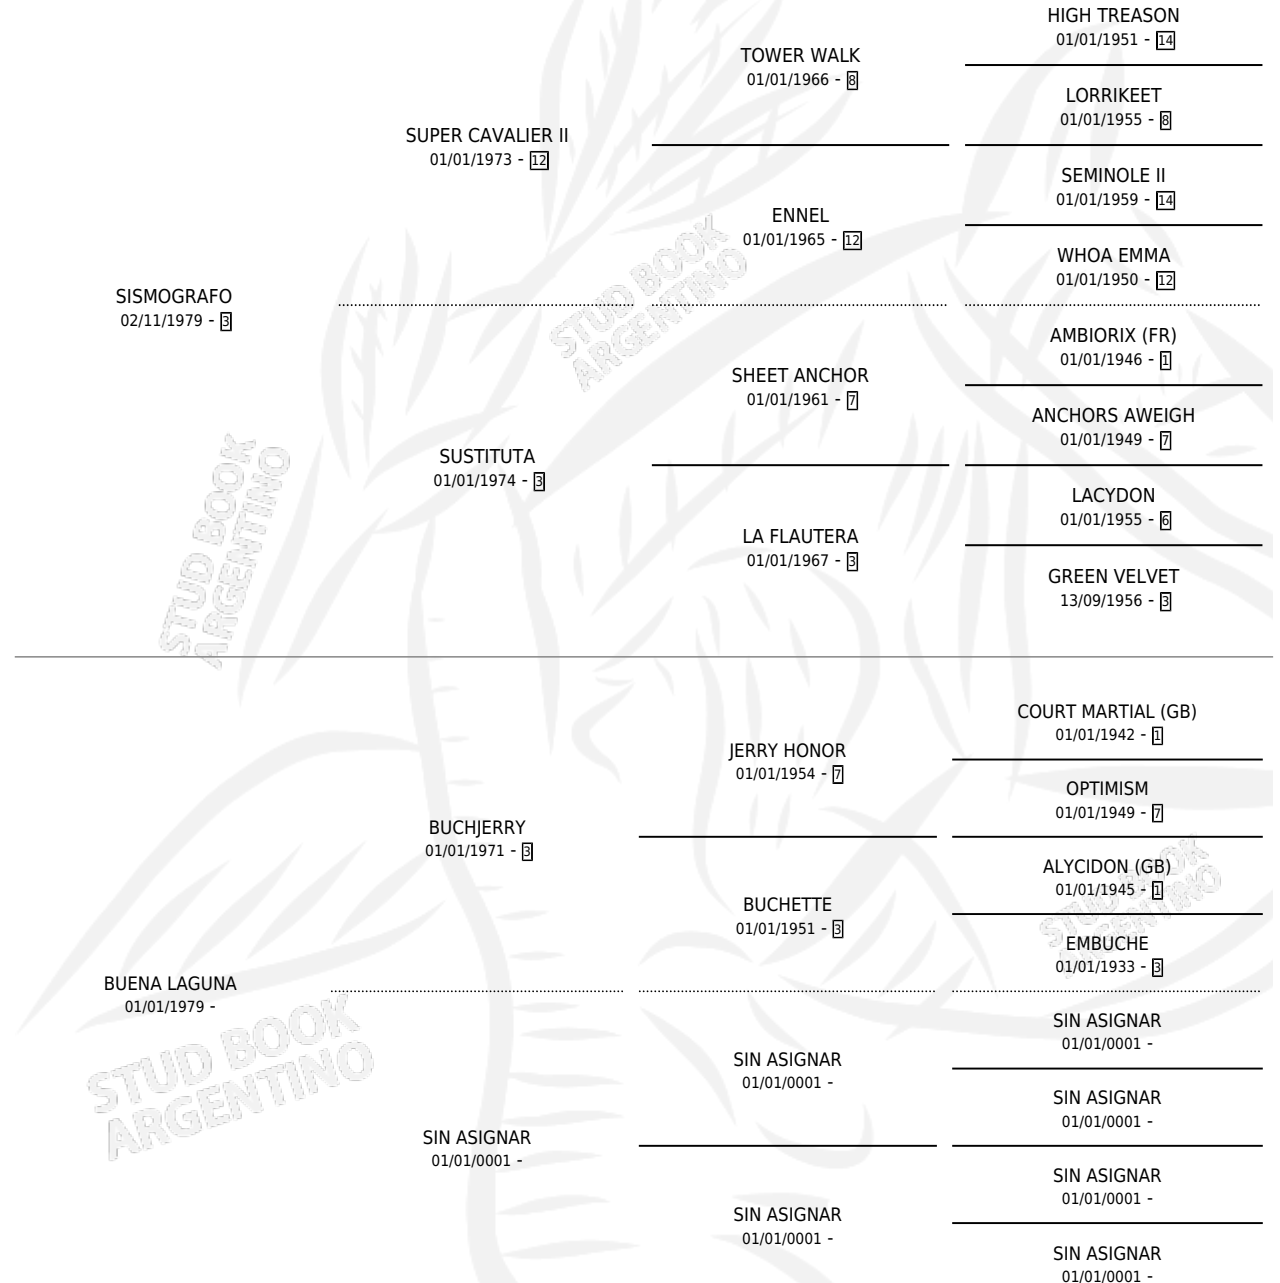 HIGH TREASON
01/01/1951 - 14
TOWER WALK
01/01/1966 - 8
LORRIKEET
01/01/1955 - 8
SUPER CAVALIER II
01/01/1973 - 12
SEMINOLE II
01/01/1959 - 14
ENNEL
01/01/1965 - 12
WHOA EMMA
01/01/1950 - 12
STUD BOOK
ARGENTINO
SISMOGRAFO
02/11/1979 - 3
AMBIORIX (FR)
01/01/1946 - 1
SHEET ANCHOR
01/01/1961 - 7
ANCHORS AWEIGH
01/01/1949 - 7
SUSTITUTA
01/01/1974 - 3
LACYDON
01/01/1955 - 6
LA FLAUTERA
01/01/1967 - 3
GREEN VELVET
13/09/1956 - 3
STUD BOOK
ARGENTINO
COURT MARTIAL (GB)
01/01/1942 - 1
JERRY HONOR
01/01/1954 - 7
OPTIMISM
01/01/1949 - 7
BUCHJERRY
01/01/1971 - 3
ALYCIDON (GB)
01/01/1945 - 1
BUCHETTE
01/01/1951 - 3
EMBUCHE
01/01/1933 - 3
STUD BOOK
ARGENTINO
BUENA LAGUNA
01/01/1979 -
SIN ASIGNAR
01/01/0001 -
SIN ASIGNAR
01/01/0001 -
SIN ASIGNAR
01/01/0001 -
STUD BOOK
ARGENTINO
SIN ASIGNAR
01/01/0001 -
SIN ASIGNAR
01/01/0001 -
SIN ASIGNAR
01/01/0001 -
SIN ASIGNAR
01/01/0001 -